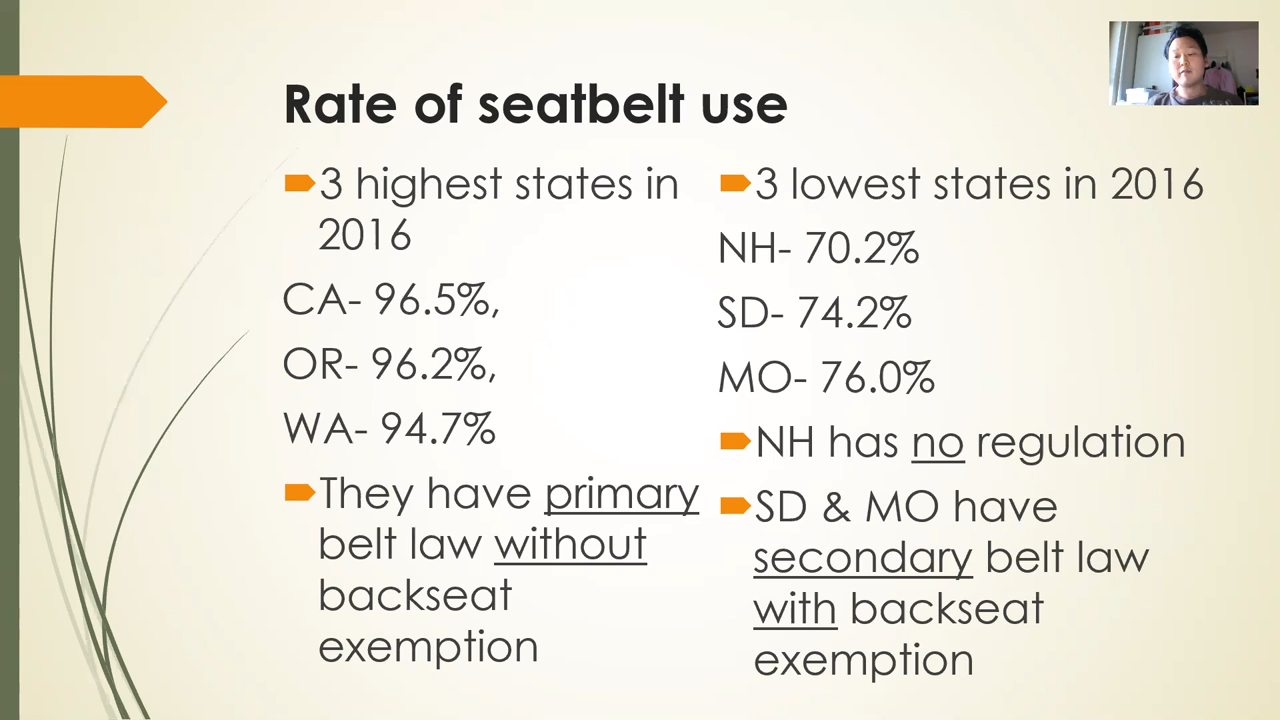 Rate of seatbelt use
3 highest states in
2016
CA- 96.5%,
OR- 96.2%,
WA- 94.7%
They have primary
belt law without
backseat
exemption
3 lowest states in 2016
NH- 70.2%
SD- 74.2%
MO- 76.0%
NH has no regulation
SD & MO have
secondary belt law
with backseat
exemption